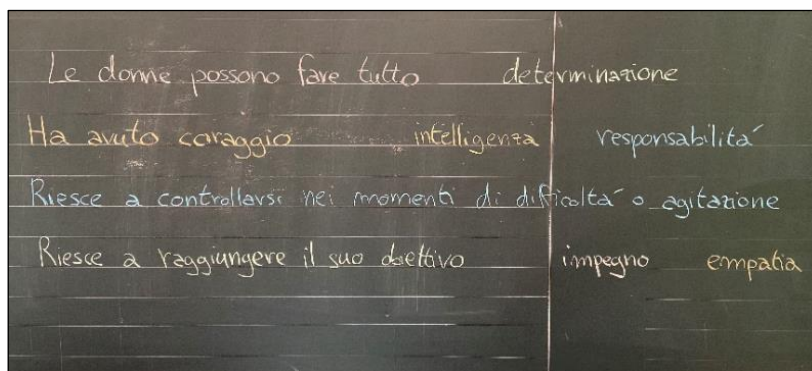 Le donne possono fare tutto determinazione
Ha avuto coraggio intelligenza responsabilità
Riesce a controllarsi nei momenti di difficoltà o agitazione
Riesce a raggiungere il suo obiettivo impegno empatia